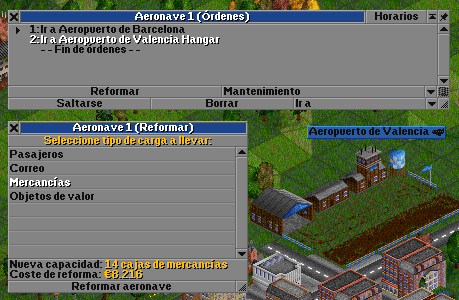 Aeronave 1 (Órdenes)
Horarios
1: Ir a Aeropuerto de Barcelona
2: Ir a Aeropuerto de Valencia Hangar
- - Fin de órdenes - -
Reformar
Mantenimiento
Saltarse
Borrar
Ir a
Aeronave 1 (Reformar)
Seleccione tipo de carga a llevar:
Pasajeros
Correo
Mercancías
Objetos de valor
Nueva capacidad: 14 cajas de mercancías
Coste de reforma: €8,216
Reformar aeronave
Aeropuerto de Valencia